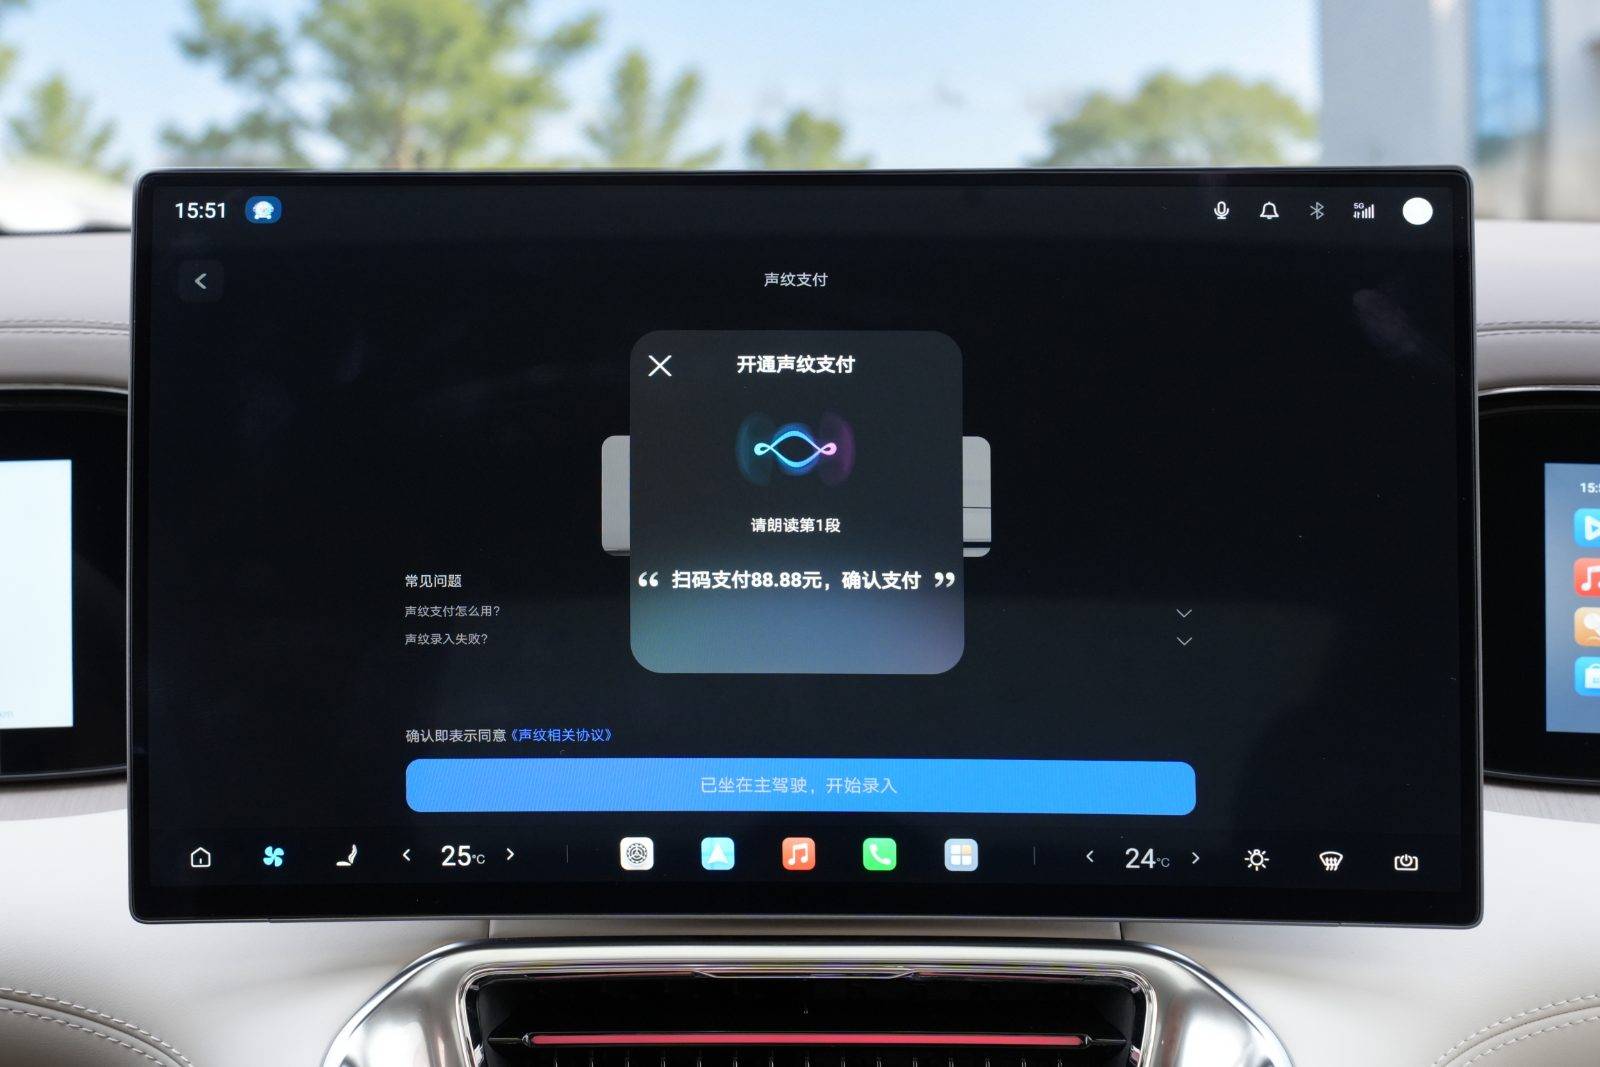 15:51
5G
声纹支付
开通声纹支付
请朗读第1段
“ 扫码支付88.88元，确认支付 ”
常见问题
声纹支付怎么用?
声纹录入失败?
确认即表示同意《声纹相关协议》
已坐在主驾驶，开始录入
25°C
24°C